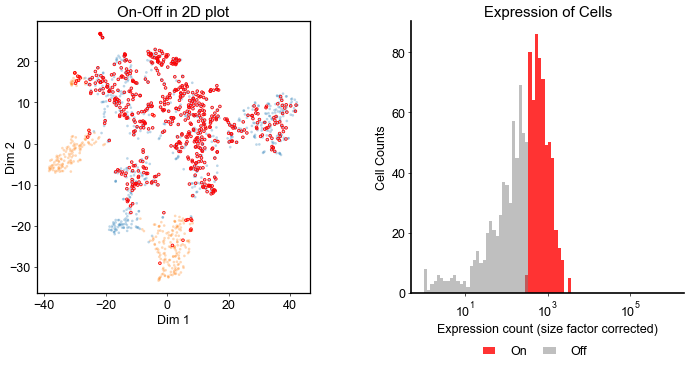 On-Off in 2D plot
Dim 2
20
10
0
−10
−20
−30
−40 −20 0 20 40
Dim 1
Expression of Cells
Cell Counts
80
60
40
20
0
10^1 10^3 10^5
Expression count (size factor corrected)
On Off